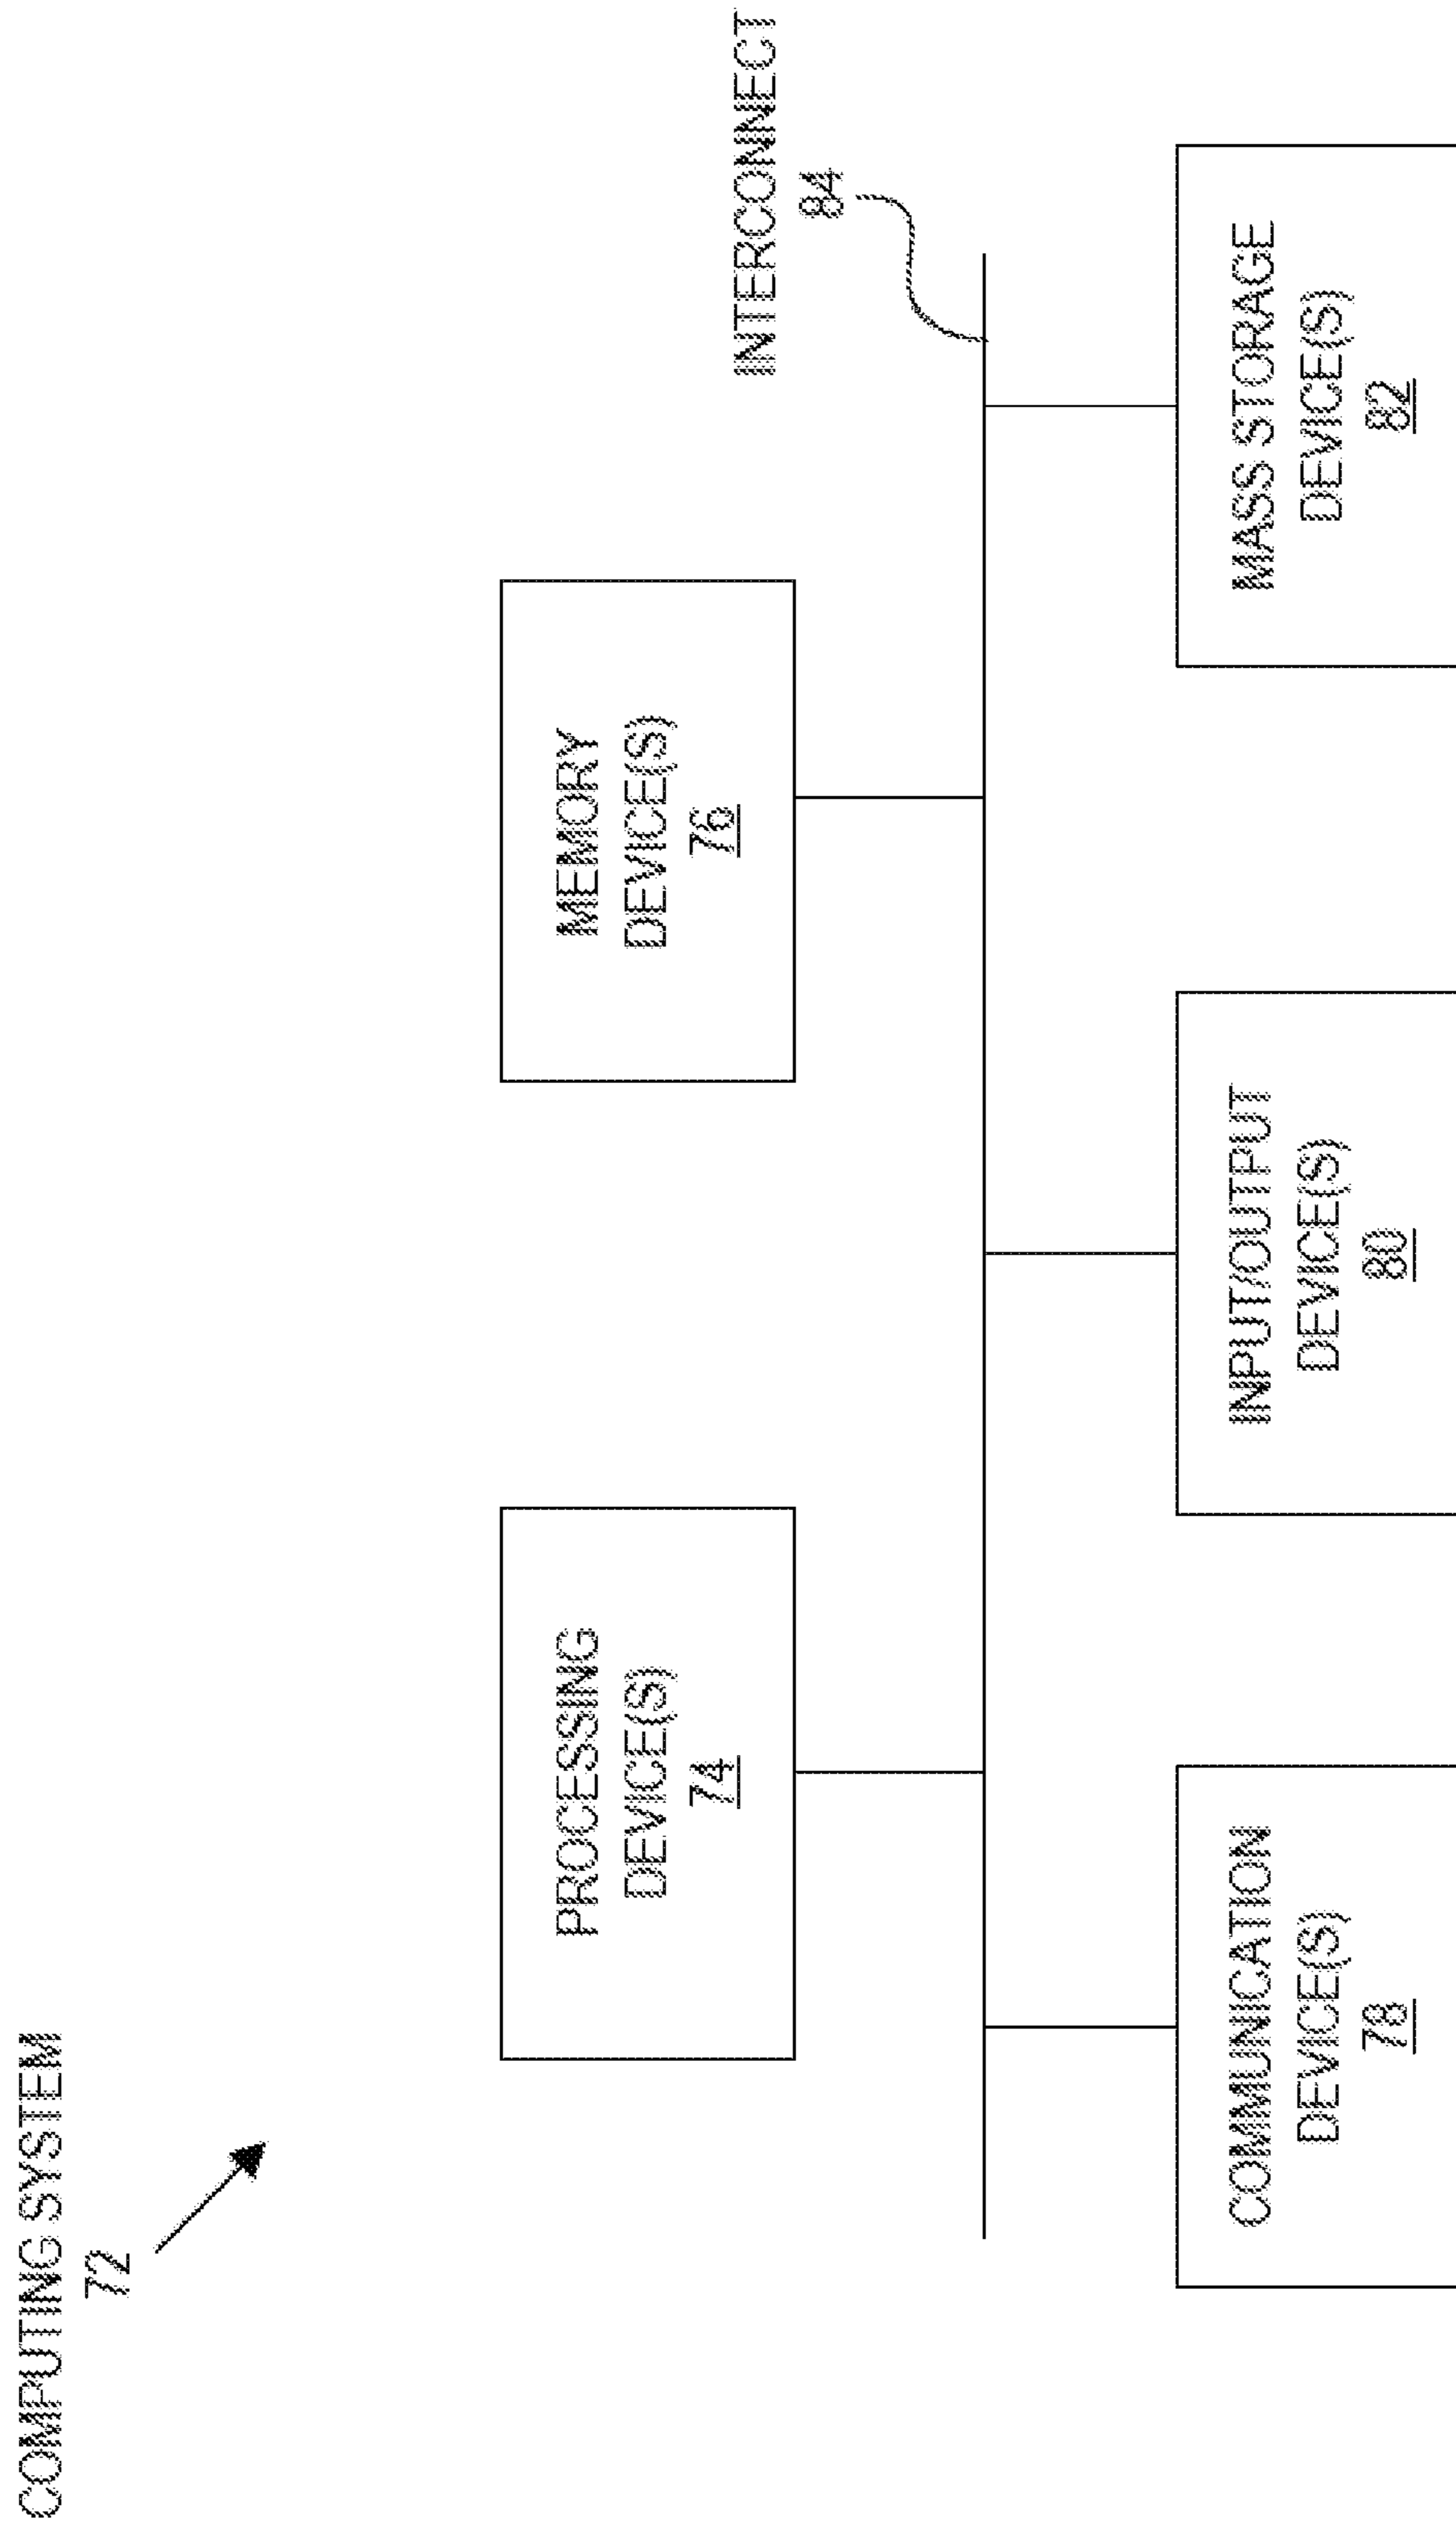 COMPUTING SYSTEM
72
PROCESSING
DEVICE(S)
74
MEMORY
DEVICE(S)
76
INTERCONNECT
84
COMMUNICATION
DEVICE(S)
78
INPUT/OUTPUT
DEVICE(S)
80
MASS STORAGE
DEVICE(S)
82